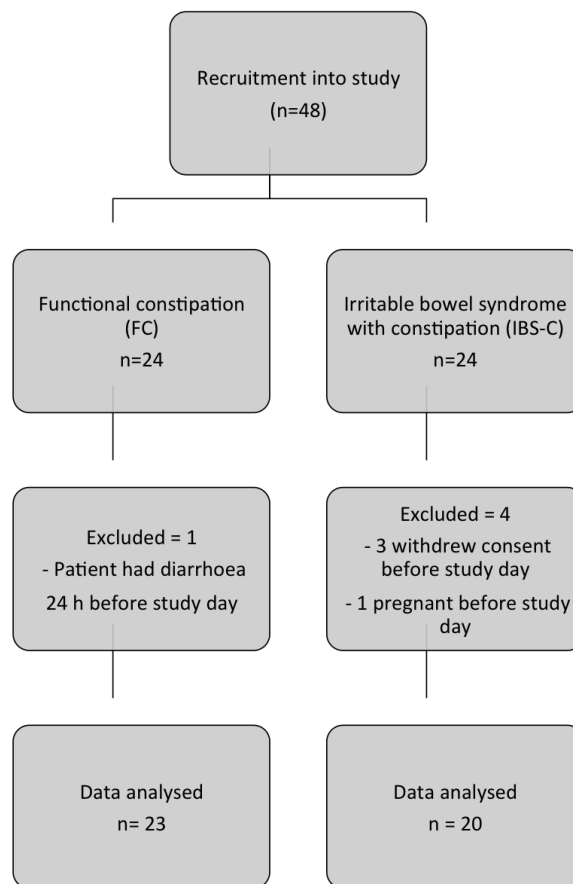 Recruitment into study
(n=48)
Functional constipation
(FC)
n=24
Irritable bowel syndrome
with constipation (IBS-C)
n=24
Excluded = 1
- Patient had diarrhoea
24 h before study day
Excluded = 4
- 3 withdrew consent
before study day
- 1 pregnant before study
day
Data analysed
n= 23
Data analysed
n = 20